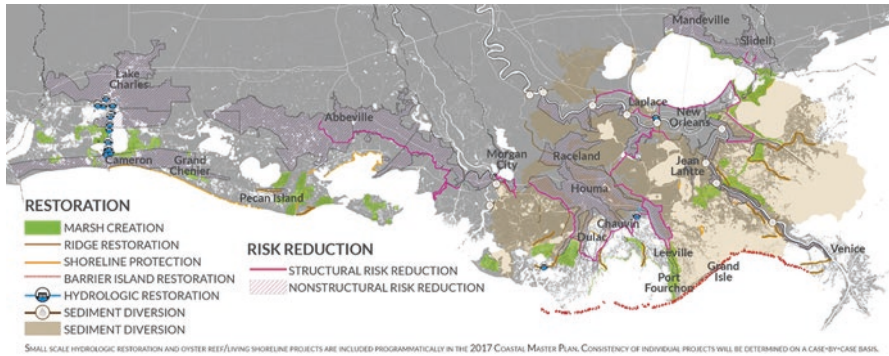 Mandeville
Slidell
Lake
Charles
Laplace
New
Orleans
Abbeville
Morgan
City
Raceland
Jean
Lafitte
Cameron
Grand
Chenier
Houma
Pecan Island
Chauvin
Dulac
Leeville
Venice
Grand
Isle
Port
Fourchon
RESTORATION
MARSH CREATION
RIDGE RESTORATION
SHORELINE PROTECTION
BARRIER ISLAND RESTORATION
HYDROLOGIC RESTORATION
SEDIMENT DIVERSION
SEDIMENT DIVERSION
RISK REDUCTION
STRUCTURAL RISK REDUCTION
NONSTRUCTURAL RISK REDUCTION
SMALL SCALE HYDROLOGIC RESTORATION AND OYSTER REEF/LIVING SHORELINE PROJECTS ARE INCLUDED PROGRAMMATICALLY IN THE 2017 COASTAL MASTER PLAN. CONSISTENCY OF INDIVIDUAL PROJECTS WILL BE DETERMINED ON A CASE-BY-CASE BASIS.